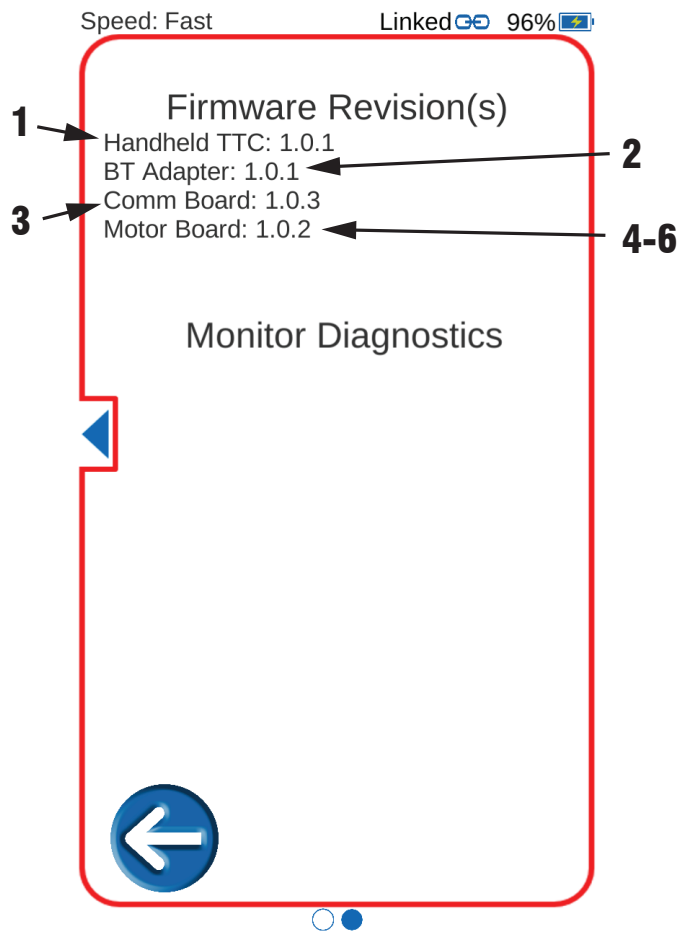 Speed: Fast Linked 96%
Firmware Revision(s)
1 Handheld TTC: 1.0.1
BT Adapter: 1.0.1 2
3 Comm Board: 1.0.3
Motor Board: 1.0.2 4-6
Monitor Diagnostics